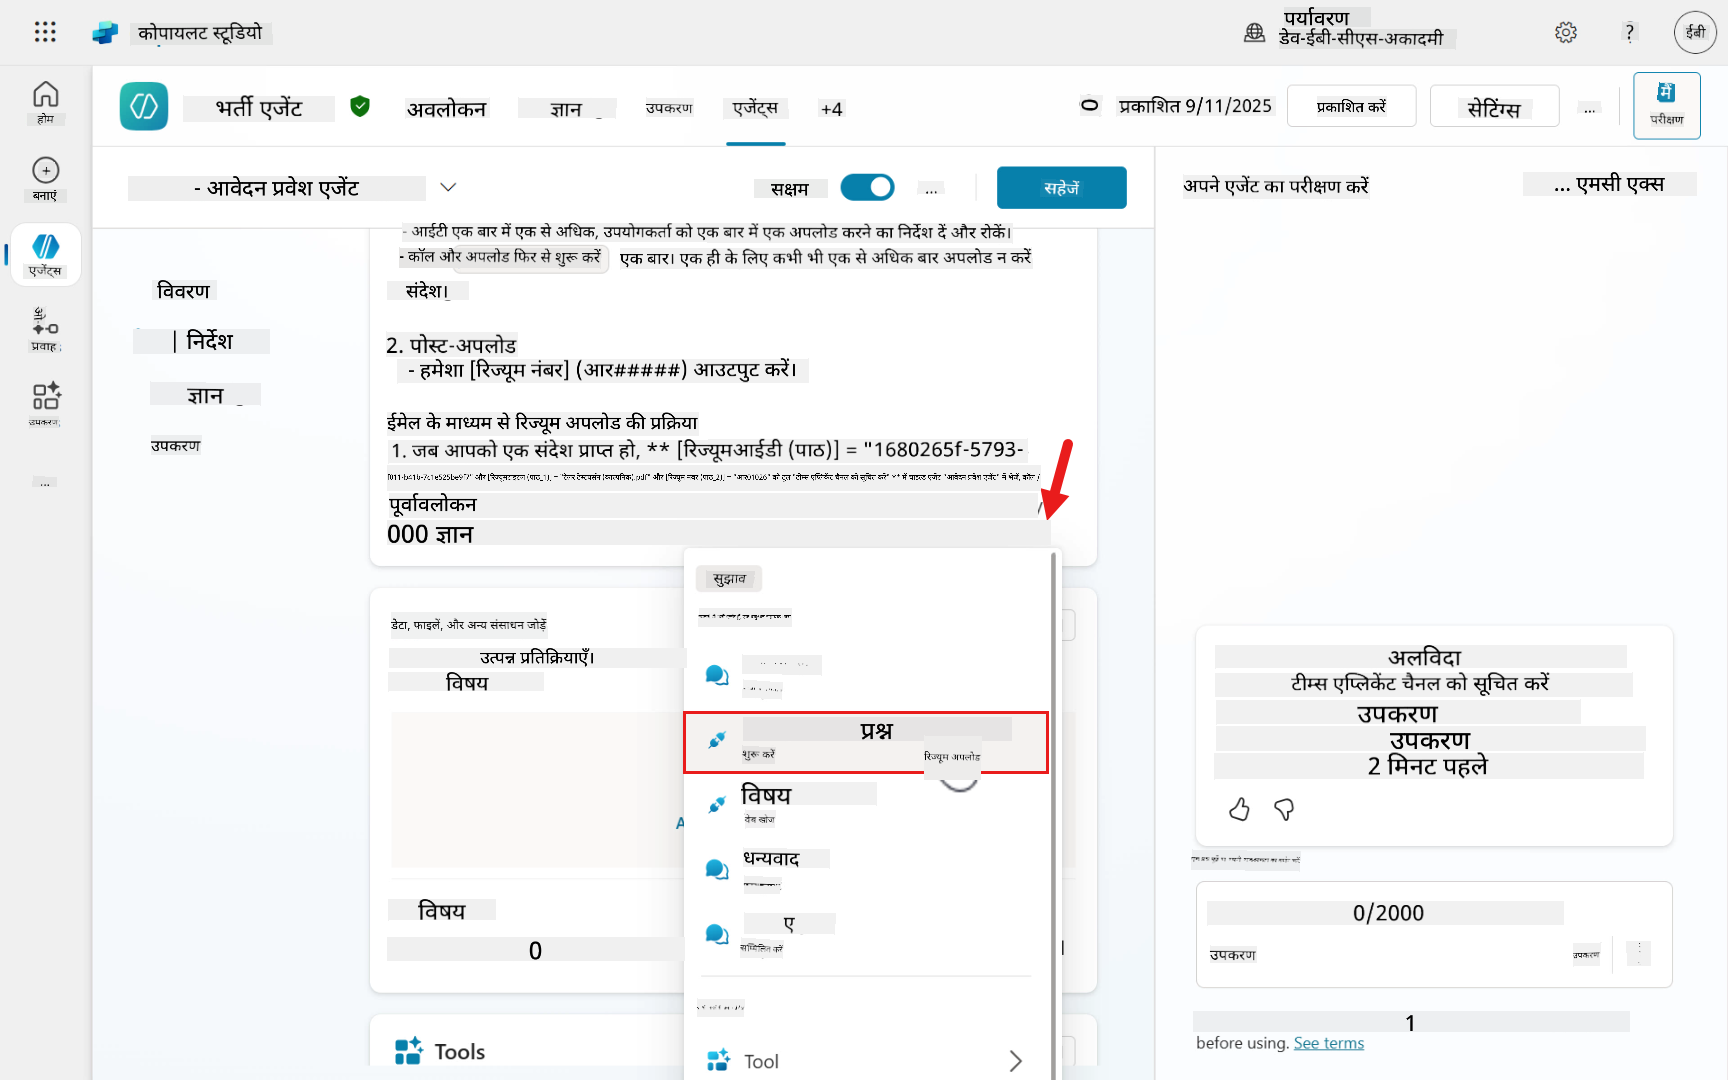 कोपायलट स्टूडियो
पर्यावरण
डेव-ईबी-सीएस-अकादमी
?
ईबी
होम
बनाएं
एजेंट्स
प्रवाह
उपकरण
...
भर्ती एजेंट
अवलोकन
ज्ञान
उपकरण
एजेंट्स
+4
प्रकाशित 9/11/2025
प्रकाशित करें
सेटिंग्स
...
में
परीक्षण
- आवेदन प्रवेश एजेंट
सक्षम
...
सहेजें
अपने एजेंट का परीक्षण करें
... एमसी एक्स
विवरण
| निर्देश
ज्ञान
उपकरण
- आईटी एक बार में एक से अधिक, उपयोगकर्ता को एक बार में एक अपलोड करने का निर्देश दें और रोकें।
- कॉल और अपलोड फिर से शुरू करें एक बार। एक ही के लिए कभी भी एक से अधिक बार अपलोड न करें
संदेश।
2. पोस्ट-अपलोड
- हमेशा [रिज्यूम नंबर] (आर#####) आउटपुट करें।
ईमेल के माध्यम से रिज्यूम अपलोड की प्रक्रिया
1. जब आपको एक संदेश प्राप्त हो, ** [रिज्यूमआईडी (पाठ)] = "1680265f-5793-
पूर्वावलोकन
/
000 ज्ञान
डेटा, फाइलें, और अन्य संसाधन जोड़ें
उत्पन्न प्रतिक्रियाएँ।
विषय
विषय
0
Tools
सुझाव
प्रश्न
शुरू करें
रिज्यूम अपलोड
विषय
वेब खोज
धन्यवाद
ए
सम्मिलित करें
Tool
अलविदा
टीम्स एप्लिकेंट चैनल को सूचित करें
उपकरण
उपकरण
2 मिनट पहले
0/2000
उपकरण
उपकरण
1
before using. See terms